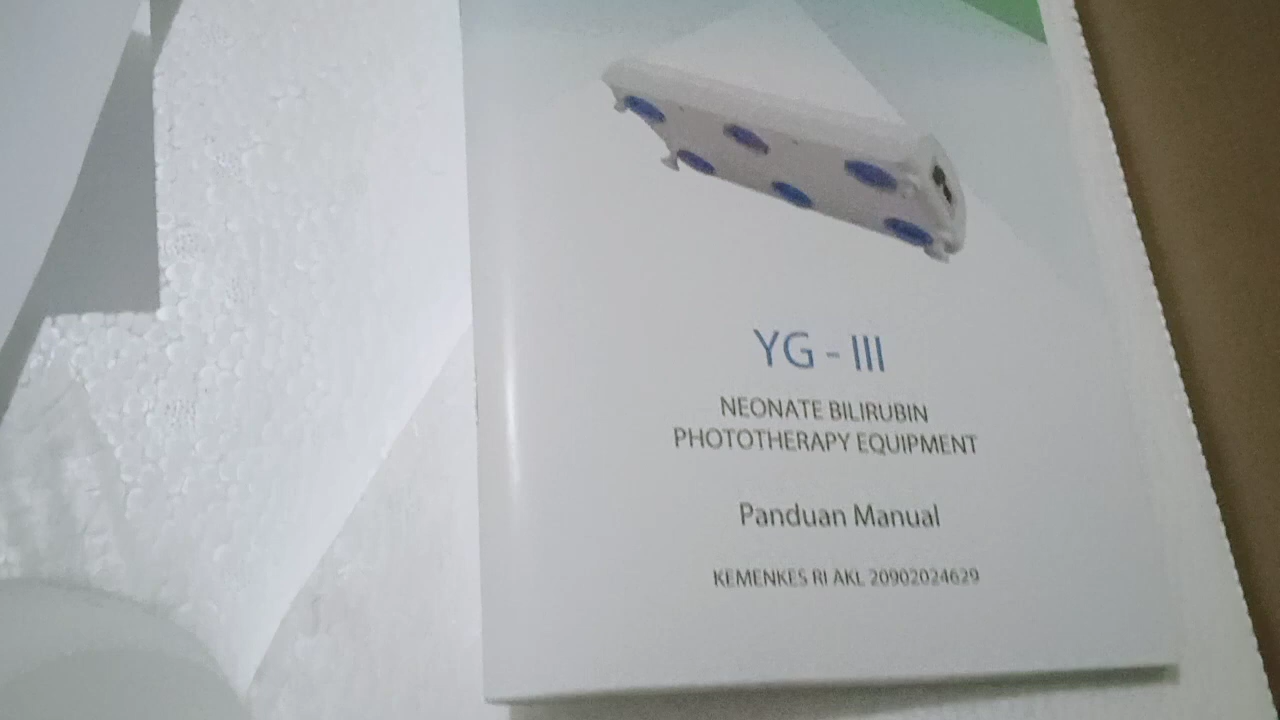 YG - III
NEONATE BILIRUBIN
PHOTOTHERAPY EQUIPMENT
Panduan Manual
KEMENKES RI AKL 20902024629